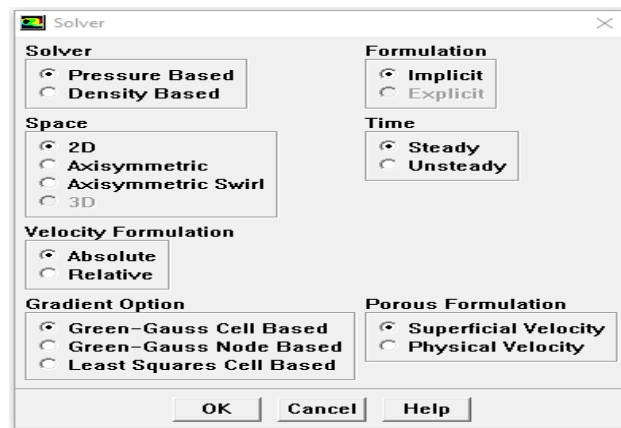 Solver
Solver
Pressure Based
Density Based
Formulation
Implicit
Explicit
Space
2D
Axisymmetric
Axisymmetric Swirl
3D
Time
Steady
Unsteady
Velocity Formulation
Absolute
Relative
Gradient Option
Green-Gauss Cell Based
Green-Gauss Node Based
Least Squares Cell Based
Porous Formulation
Superficial Velocity
Physical Velocity
OK Cancel Help